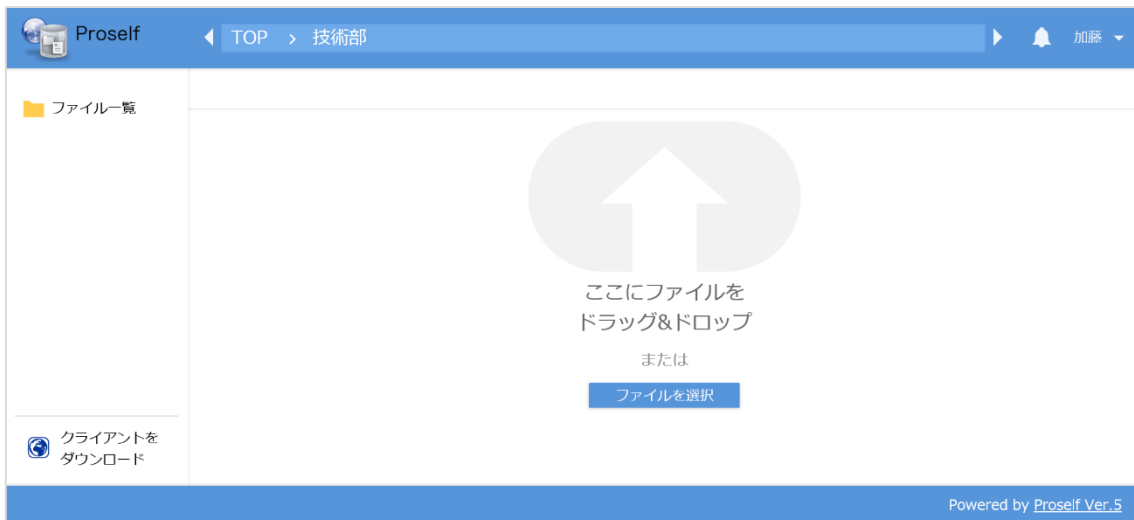 Proself
TOP > 技術部
加藤
ファイル一覧
ここにファイルを
ドラッグ&ドロップ
または
ファイルを選択
クライアントを
ダウンロード
Powered by Proself Ver.5